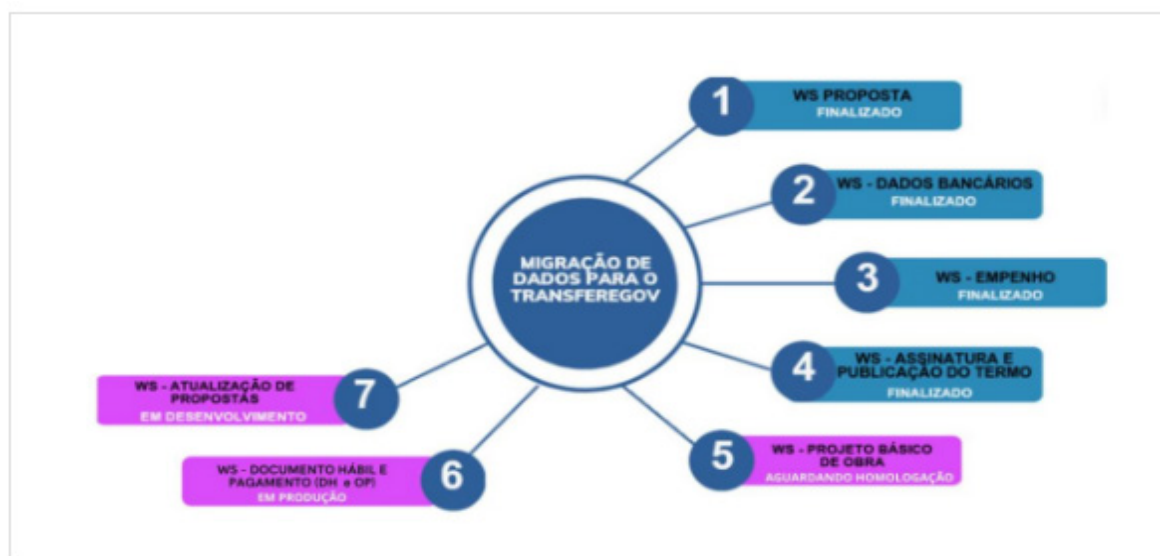 1
WS PROPOSTA
FINALIZADO
2
WS - DADOS BANCÁRIOS
FINALIZADO
MIGRAÇÃO DE
DADOS PARA O
TRANSFEREGOV
3
WS - EMPENHO
FINALIZADO
4
WS - ASSINATURA E
PUBLICAÇÃO DO TERMO
FINALIZADO
5
WS - PROJETO BÁSICO
DE OBRA
AGUARDANDO HOMOLOGAÇÃO
6
WS - DOCUMENTO HÁBIL E
PAGAMENTO (DH e OP)
EM PRODUÇÃO
7
WS - ATUALIZAÇÃO DE
PROPOSTAS
EM DESENVOLVIMENTO